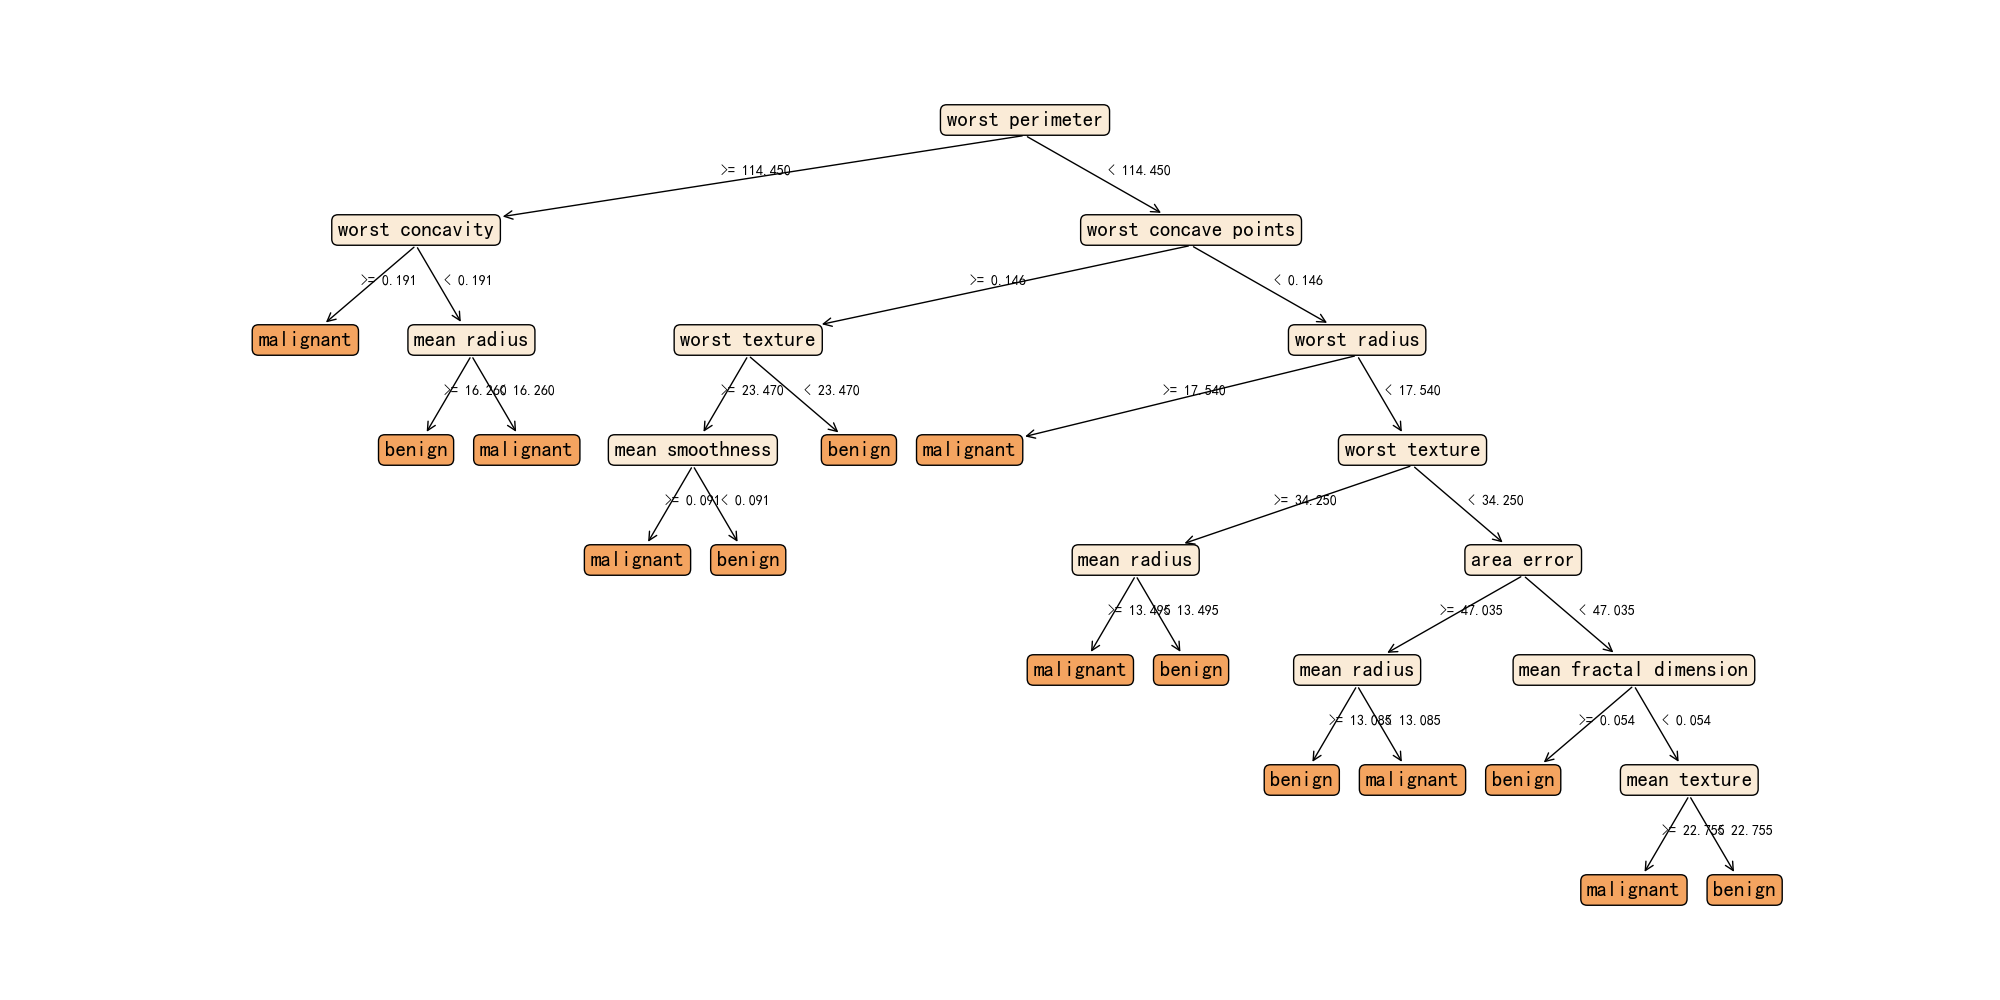 worst perimeter
>= 114.450
< 114.450
worst concavity
worst concave points
>= 0.191
< 0.191
>= 0.146
< 0.146
malignant
mean radius
worst texture
worst radius
>= 16.260
< 16.260
>= 23.470
< 23.470
>= 17.540
< 17.540
benign
malignant
mean smoothness
benign
malignant
worst texture
>= 0.091
< 0.091
>= 34.250
< 34.250
malignant
benign
mean radius
area error
>= 13.495
< 13.495
>= 47.035
< 47.035
malignant
benign
mean radius
mean fractal dimension
>= 13.085
< 13.085
>= 0.054
< 0.054
benign
malignant
benign
mean texture
>= 22.755
< 22.755
malignant
benign